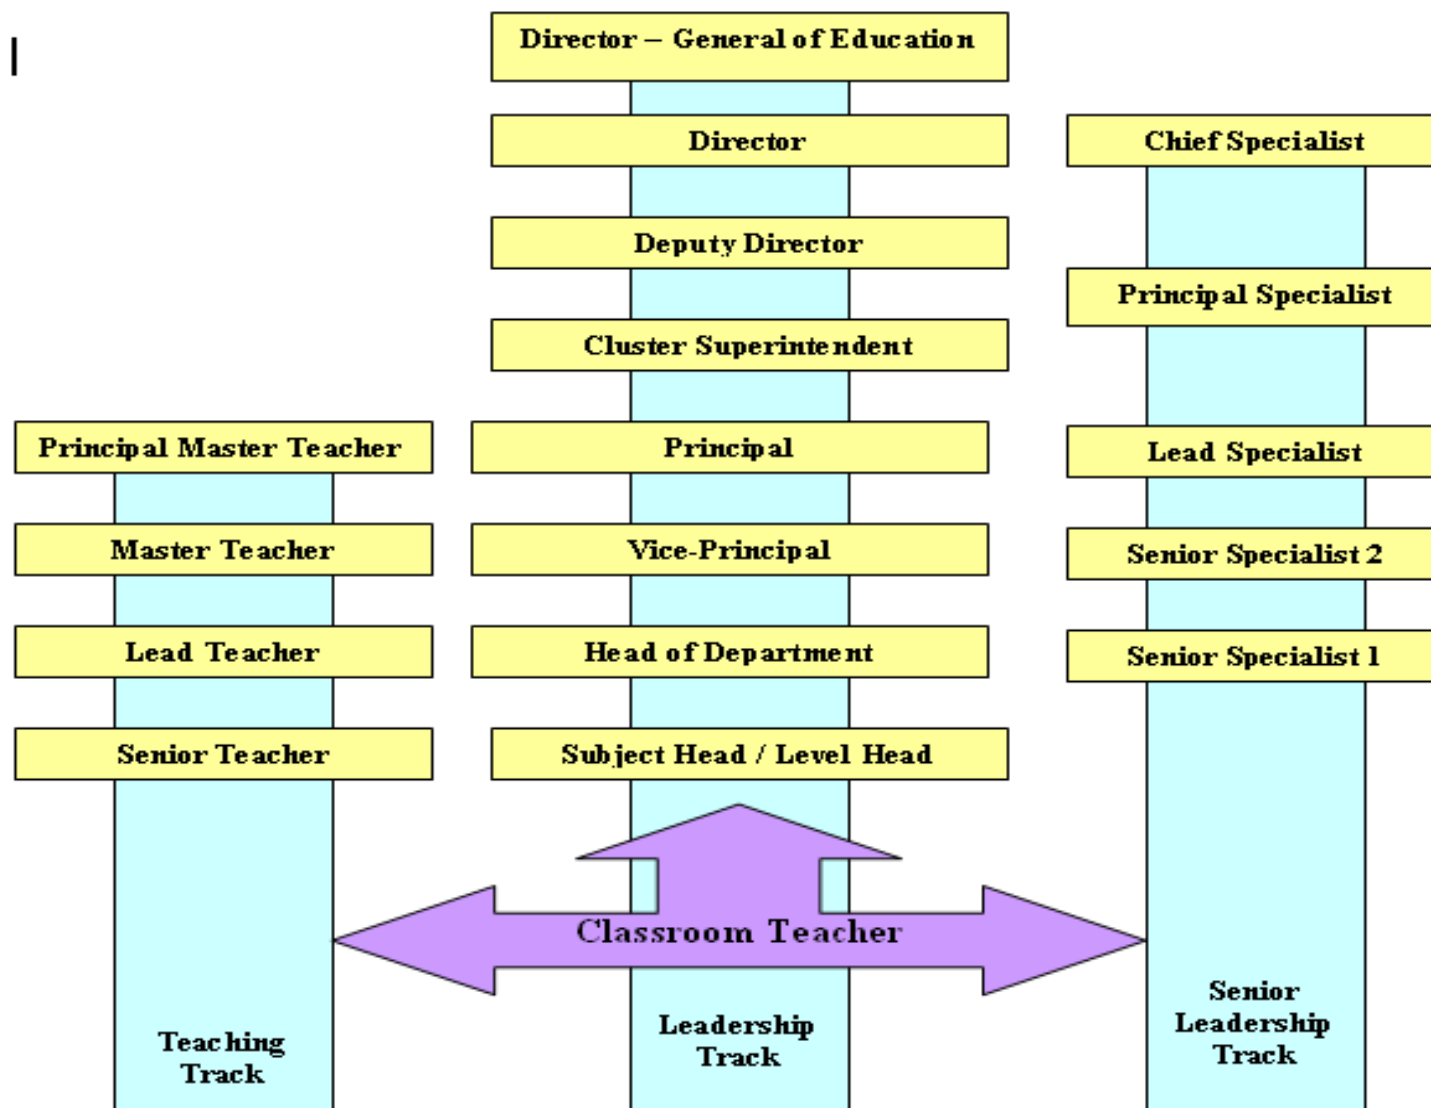 Director – General of Education
Director
Chief Specialist
Deputy Director
Principal Specialist
Cluster Superintendent
Principal Master Teacher
Principal
Lead Specialist
Master Teacher
Vice-Principal
Senior Specialist 2
Lead Teacher
Head of Department
Senior Specialist 1
Senior Teacher
Subject Head / Level Head
Classroom Teacher
Teaching
Track
Leadership
Track
Senior
Leadership
Track